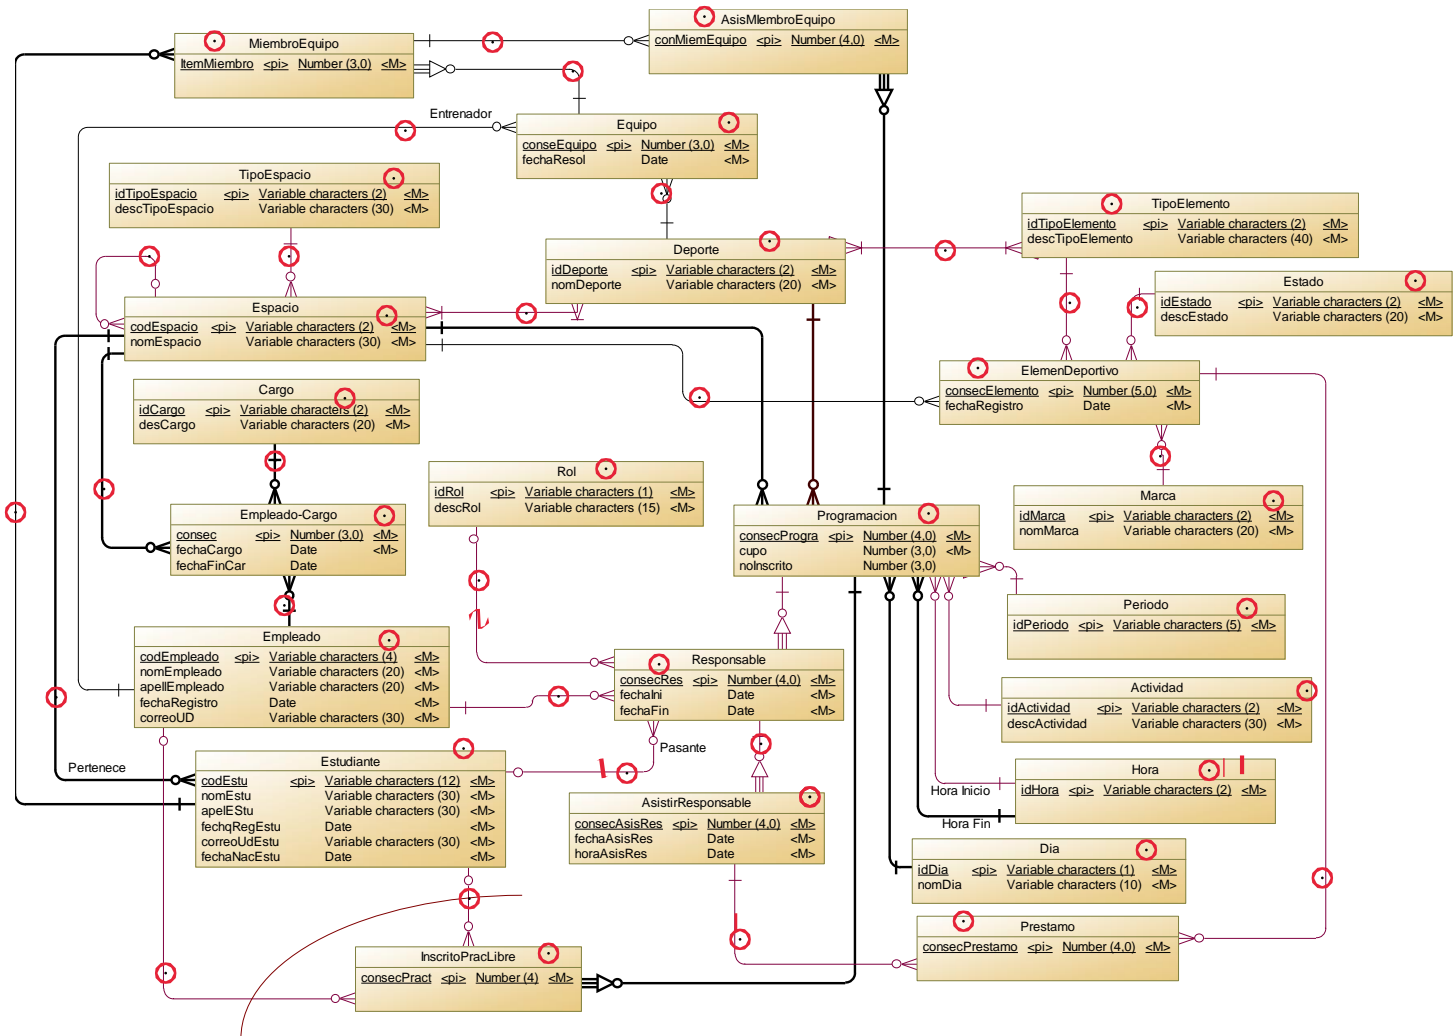 AsisMIembroEquipo
conMiemEquipo <pi> Number (4,0) <M>
MiembroEquipo
ItemMiembro <pi> Number (3,0) <M>
Entrenador
Equipo
conseEquipo <pi> Number (3,0) <M>
fechaResol Date <M>
TipoEspacio
idTipoEspacio <pi> Variable characters (2) <M>
descTipoEspacio Variable characters (30) <M>
TipoElemento
idTipoElemento <pi> Variable characters (2) <M>
descTipoElemento Variable characters (40) <M>
Deporte
idDeporte <pi> Variable characters (2) <M>
nomDeporte Variable characters (20) <M>
Estado
idEstado <pi> Variable characters (2) <M>
descEstado Variable characters (20) <M>
Espacio
codEspacio <pi> Variable characters (2) <M>
nomEspacio Variable characters (30) <M>
ElemenDeportivo
consecElemento <pi> Number (5,0) <M>
fechaRegistro Date <M>
Cargo
idCargo <pi> Variable characters (2) <M>
desCargo Variable characters (20) <M>
Rol
idRol <pi> Variable characters (1) <M>
descRol Variable characters (15) <M>
Marca
idMarca <pi> Variable characters (2) <M>
nomMarca Variable characters (20) <M>
Empleado-Cargo
consec <pi> Number (3,0) <M>
fechaCargo Date <M>
fechaFinCar Date
Programacion
consecProgra <pi> Number (4,0) <M>
cupo Number (3,0) <M>
noInscrito Number (3,0)
Periodo
idPeriodo <pi> Variable characters (5) <M>
Empleado
codEmpleado <pi> Variable characters (4) <M>
nomEmpleado Variable characters (20) <M>
apellEmpleado Variable characters (20) <M>
fechaRegistro Date <M>
correoUD Variable characters (30) <M>
Responsable
consecRes <pi> Number (4,0) <M>
fechaIni Date <M>
fechaFin Date <M>
Actividad
idActividad <pi> Variable characters (2) <M>
descActividad Variable characters (30) <M>
Pasante
Pertenece
Estudiante
codEstu <pi> Variable characters (12) <M>
nomEstu Variable characters (30) <M>
apelEStu Variable characters (30) <M>
fechqRegEstu Date <M>
correoUdEstu Variable characters (30) <M>
fechaNacEstu Date <M>
Hora
idHora <pi> Variable characters (2) <M>
Hora Inicio
Hora Fin
AsistirResponsable
consecAsisRes <pi> Number (4,0) <M>
fechaAsisRes Date <M>
horaAsisRes Date <M>
Dia
idDia <pi> Variable characters (1) <M>
nomDia Variable characters (10) <M>
Prestamo
consecPrestamo <pi> Number (4,0) <M>
InscritoPracLibre
consecPract <pi> Number (4) <M>